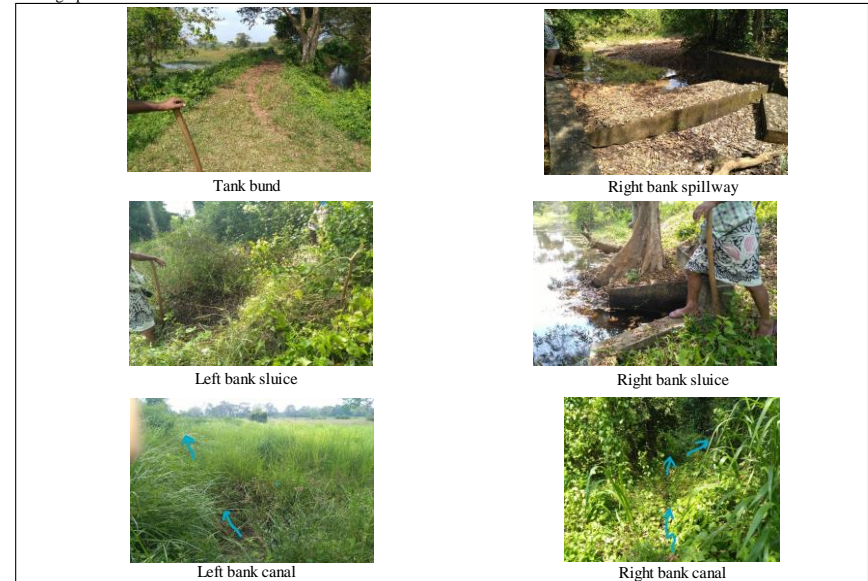 Tank bund
Right bank spillway
Left bank sluice
Right bank sluice
Left bank canal
Right bank canal